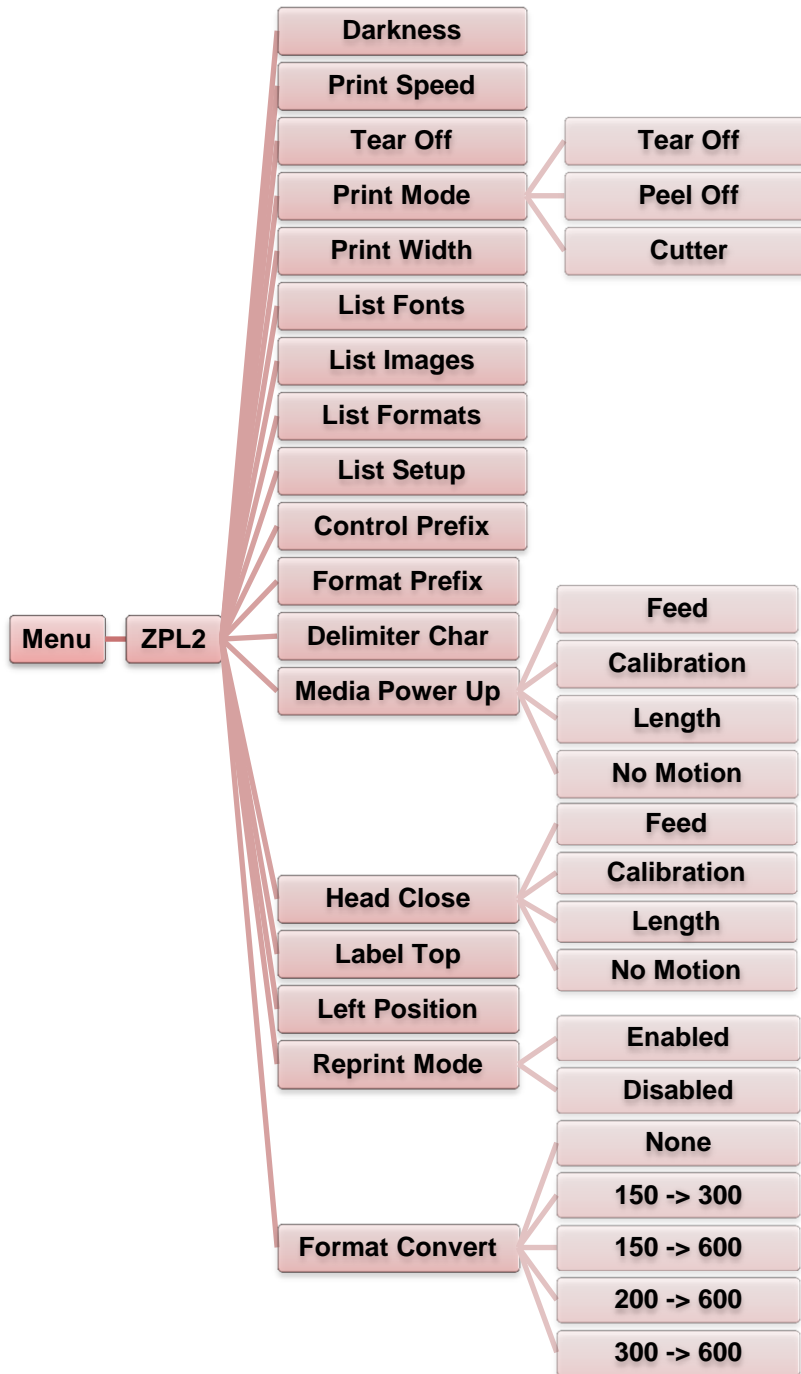 Menu
ZPL2
Darkness
Print Speed
Tear Off
Print Mode
Tear Off
Peel Off
Cutter
Print Width
List Fonts
List Images
List Formats
List Setup
Control Prefix
Format Prefix
Delimiter Char
Media Power Up
Feed
Calibration
Length
No Motion
Head Close
Feed
Calibration
Length
No Motion
Label Top
Left Position
Reprint Mode
Enabled
Disabled
Format Convert
None
150 -> 300
150 -> 600
200 -> 600
300 -> 600